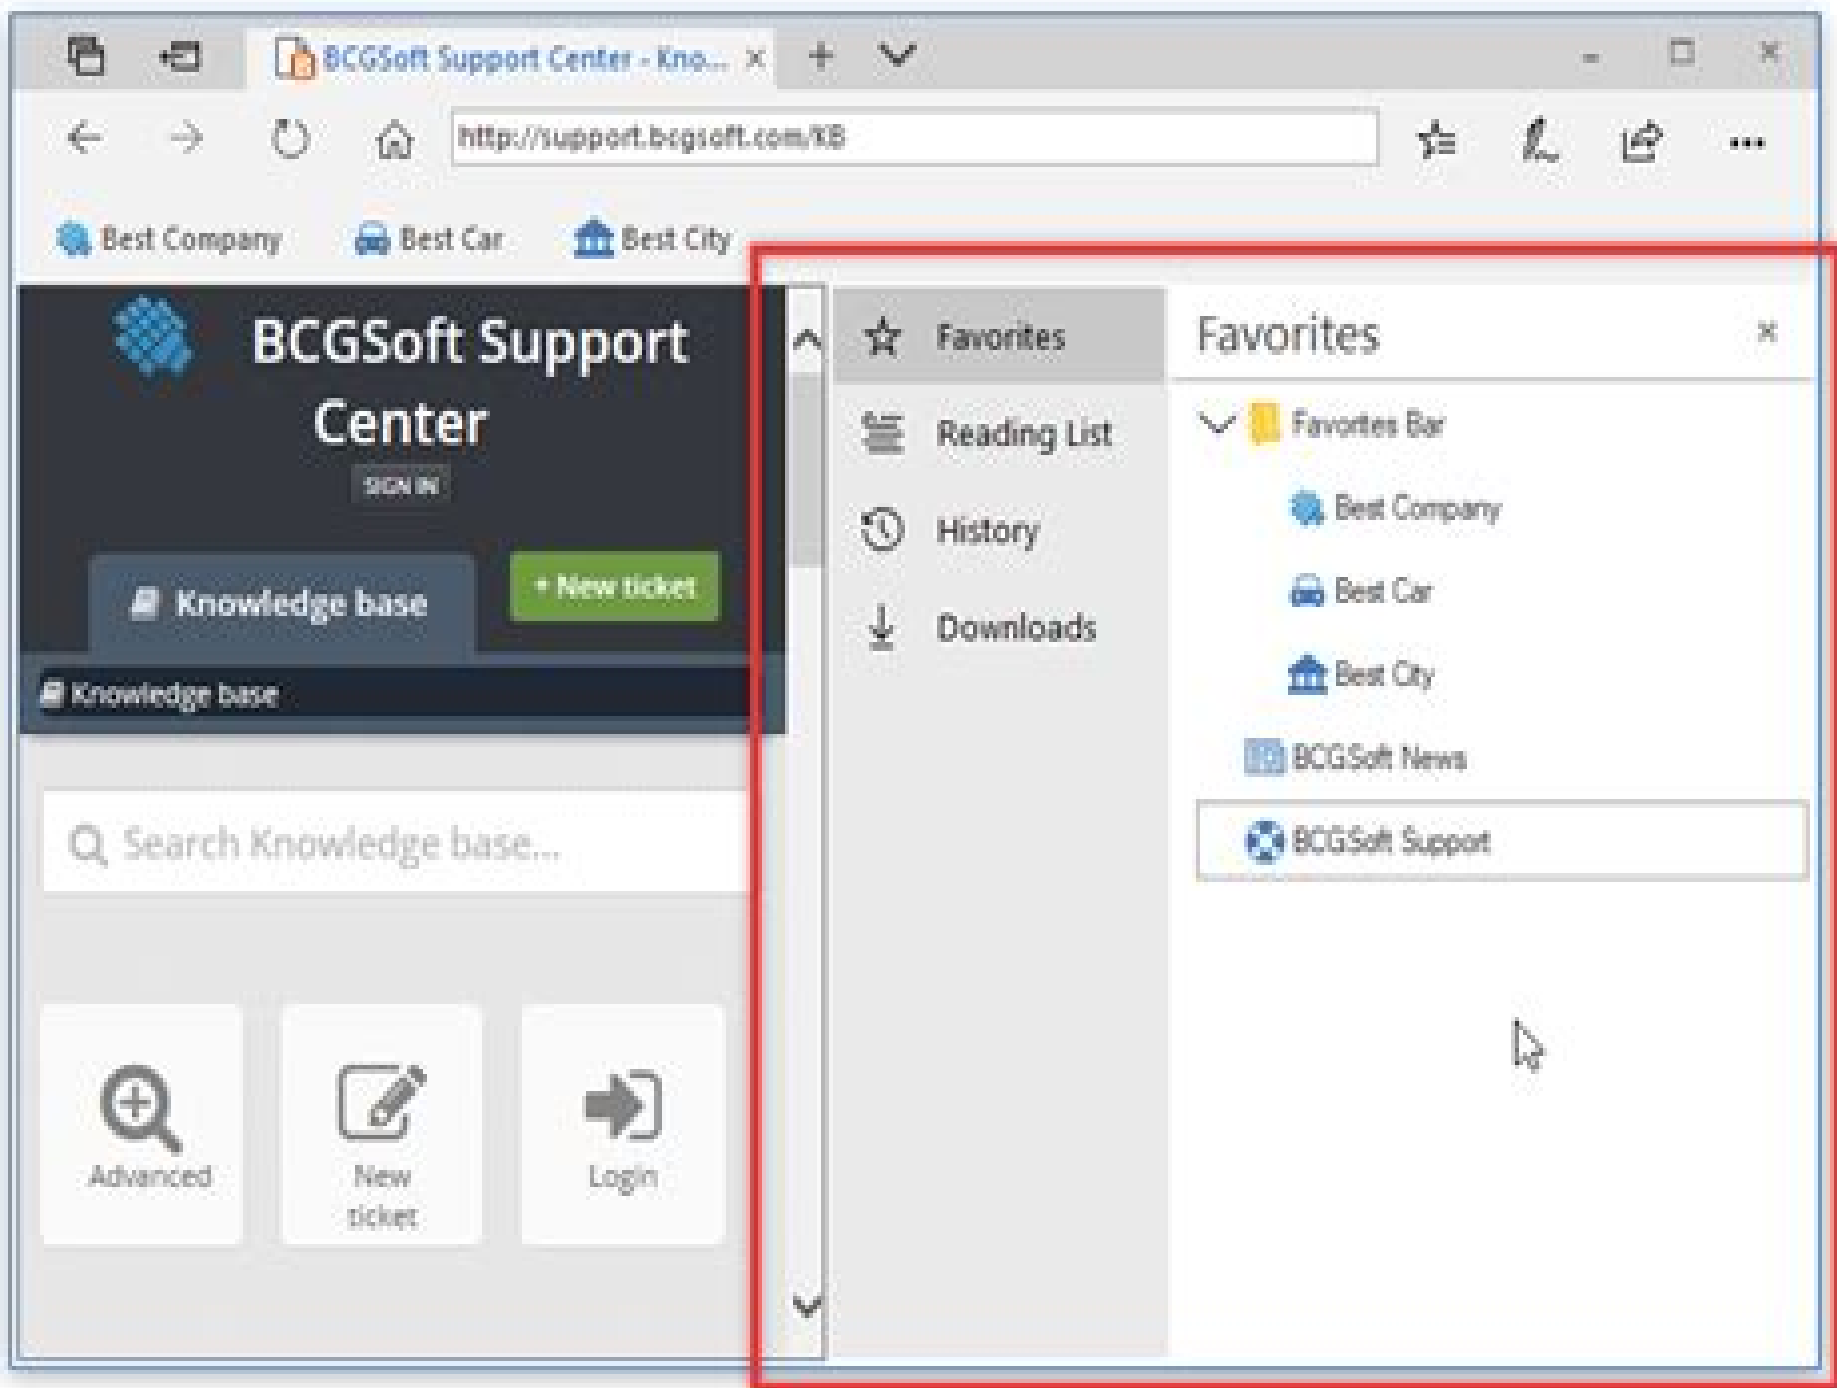 BCGSoft Support Center - Kno...
http://support.bcgsoft.com/KB
Best Company Best Car Best City
BCGSoft Support
Center
SIGN IN
Knowledge base
+ New ticket
Knowledge base
Search Knowledge base...
Advanced
New
ticket
Login
Favorites
Reading List
History
Downloads
Favorites
Favortes Bar
Best Company
Best Car
Best City
BCGSoft News
BCGSoft Support